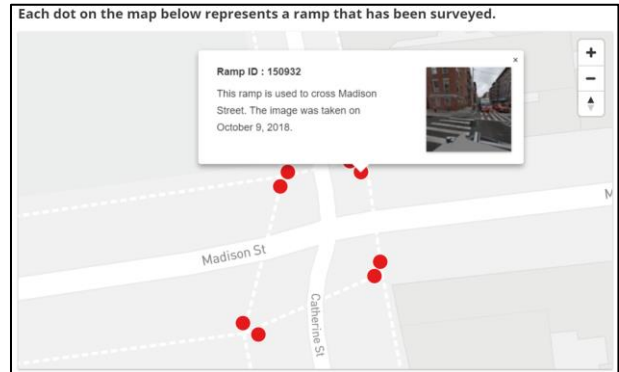 Each dot on the map below represents a ramp that has been surveyed.
Ramp ID : 150932
×
This ramp is used to cross Madison
Street. The image was taken on
October 9, 2018.
+
−
M
Madison St
Catherine St